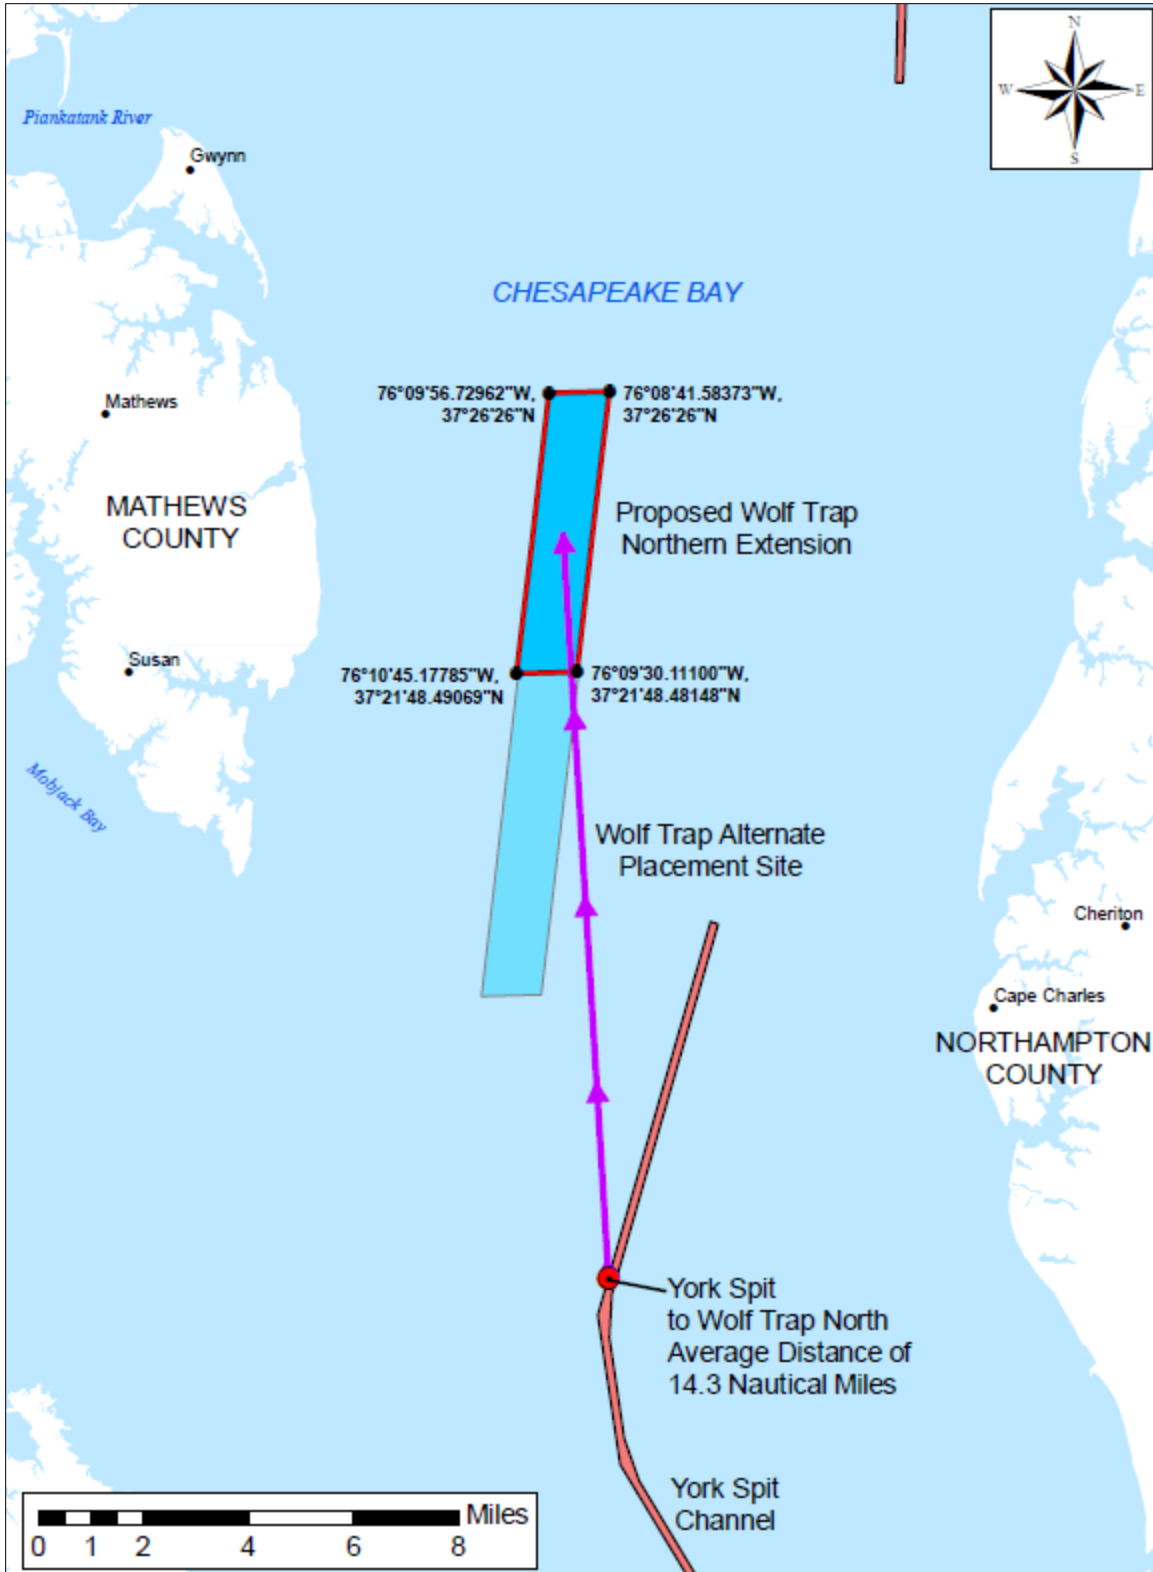 N
W
E
S
Piankatank River
Gwynn
CHESAPEAKE BAY
76°09'56.72962"W,
37°26'26"N
76°08'41.58373"W,
37°26'26"N
Mathews
MATHEWS
COUNTY
Proposed Wolf Trap
Northern Extension
Susan
76°10'45.17785"W,
37°21'48.49069"N
76°09'30.11100"W,
37°21'48.48148"N
Mobjack Bay
Wolf Trap Alternate
Placement Site
Cheriton
Cape Charles
NORTHAMPTON
COUNTY
York Spit
to Wolf Trap North
Average Distance of
14.3 Nautical Miles
York Spit
Channel
Miles
0 1 2 4 6 8